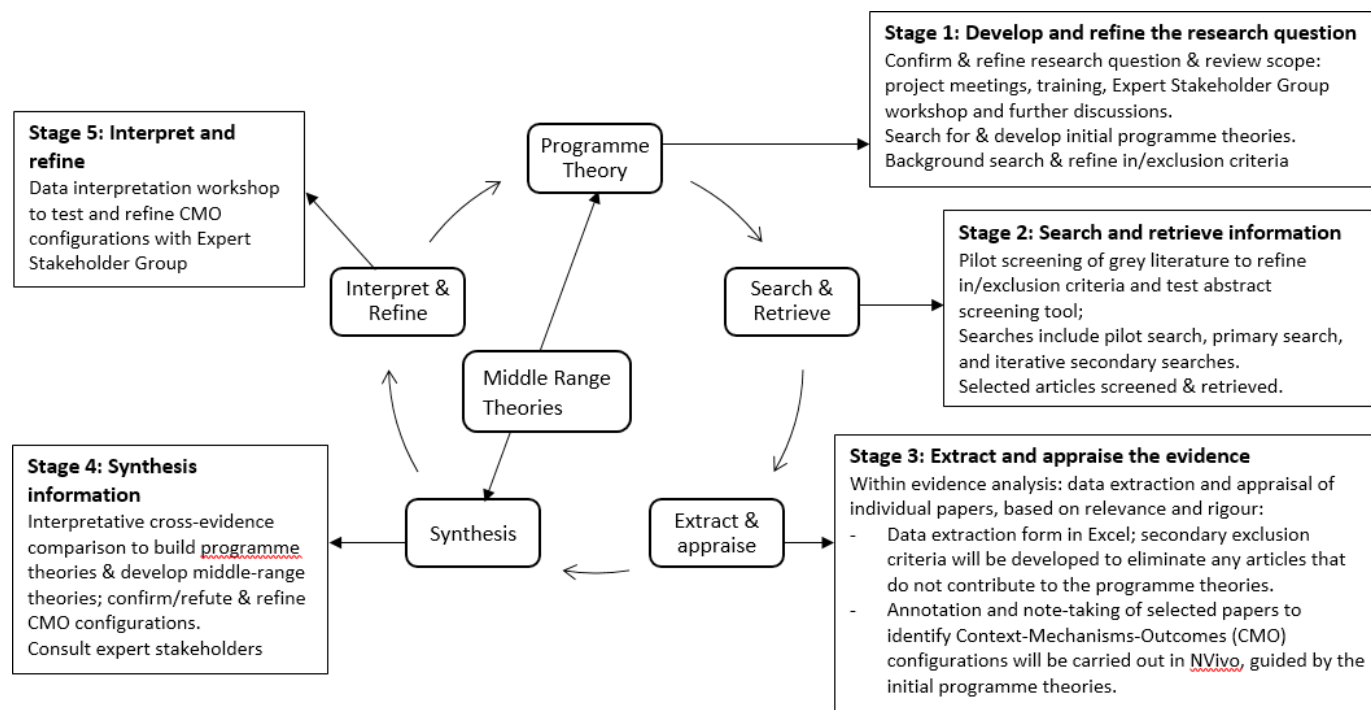 Stage 1: Develop and refine the research question
Confirm & refine research question & review scope:
project meetings, training, Expert Stakeholder Group
workshop and further discussions.
Search for & develop initial programme theories.
Background search & refine in/exclusion criteria
Stage 5: Interpret and
refine
Data interpretation workshop
to test and refine CMO
configurations with Expert
Stakeholder Group
Programme
Theory
Stage 2: Search and retrieve information
Pilot screening of grey literature to refine
in/exclusion criteria and test abstract
screening tool;
Searches include pilot search, primary search,
and iterative secondary searches.
Selected articles screened & retrieved.
Interpret &
Refine
Search &
Retrieve
Middle Range
Theories
Stage 4: Synthesis
information
Interpretative cross-evidence
comparison to build programme
theories & develop middle-range
theories; confirm/refute & refine
CMO configurations.
Consult expert stakeholders
Synthesis
Extract &
appraise
Stage 3: Extract and appraise the evidence
Within evidence analysis: data extraction and appraisal of
individual papers, based on relevance and rigour:
- Data extraction form in Excel; secondary exclusion
criteria will be developed to eliminate any articles that
do not contribute to the programme theories.
- Annotation and note-taking of selected papers to
identify Context-Mechanisms-Outcomes (CMO)
configurations will be carried out in NVivo, guided by the
initial programme theories.